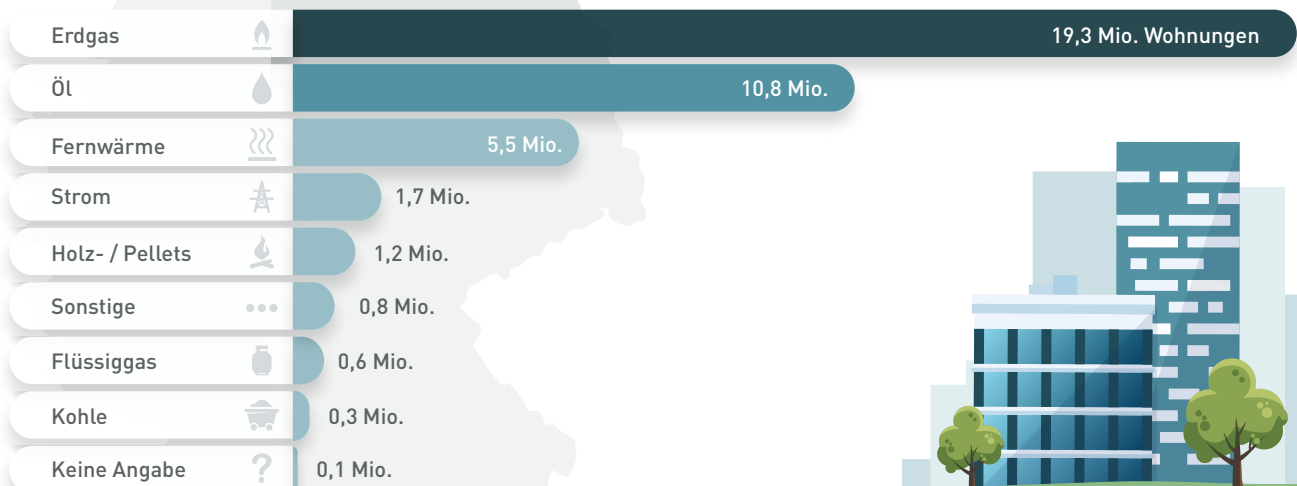 Erdgas 19,3 Mio. Wohnungen
Öl 10,8 Mio.
Fernwärme 5,5 Mio.
Strom 1,7 Mio.
Holz- / Pellets 1,2 Mio.
Sonstige 0,8 Mio.
Flüssiggas 0,6 Mio.
Kohle 0,3 Mio.
Keine Angabe ? 0,1 Mio.